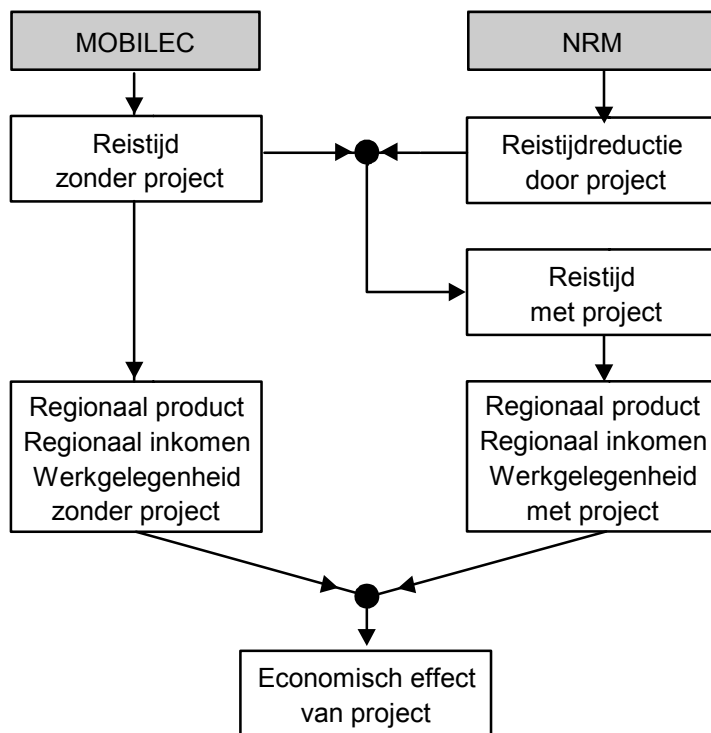 MOBILEC
NRM
Reistijd
zonder project
Reistijdreductie
door project
Reistijd
met project
Regionaal product
Regionaal inkomen
Werkgelegenheid
zonder project
Regionaal product
Regionaal inkomen
Werkgelegenheid
met project
Economisch effect
van project